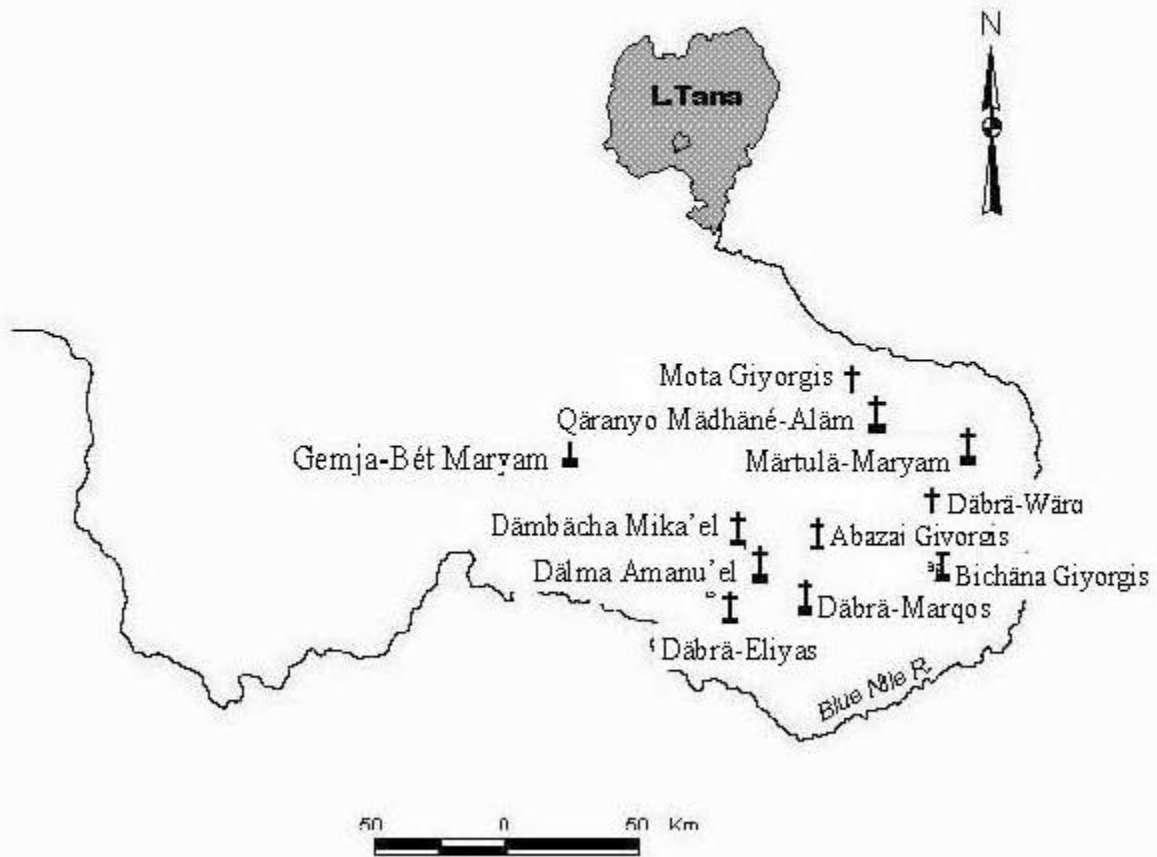 N
L.Tana
Mota Giyorgis
Qäranyo Mädhäné-Aläm
Gemja-Bét Maryam
Märtulä-Maryam
Däbrä-Wärq
Dämbächa Mika’el
Abazai Giyorgis
Dälma Amanu’el
Bichäna Giyorgis
Däbrä-Marqos
Däbrä-Eliyas
Blue Nile R.
50 0 50 Km